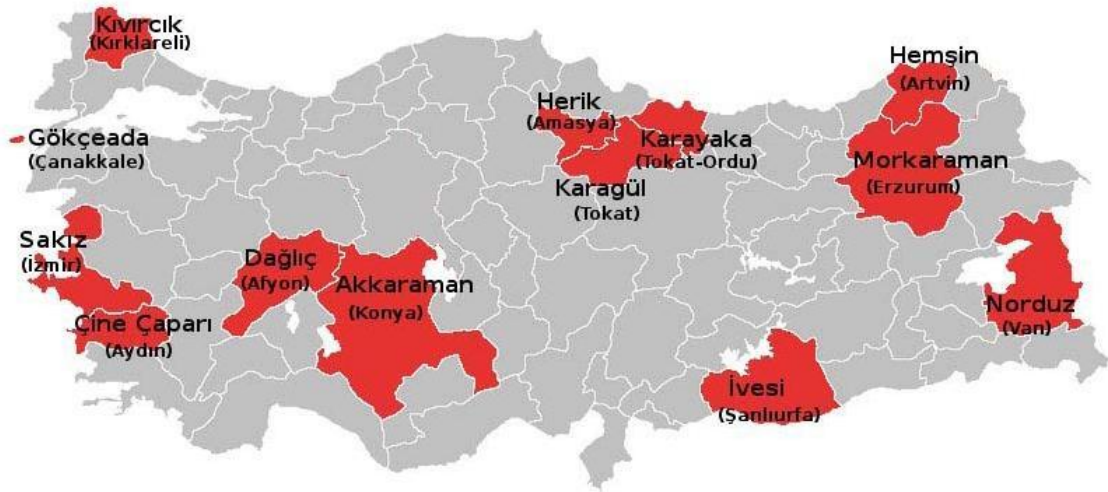 Kıvırcık
(Kırklareli)
Hemşin
(Artvin)
Herik
(Amasya)
Gökçeada
(Çanakkale)
Karayaka
(Tokat-Ordu)
Morkaraman
(Erzurum)
Karagül
(Tokat)
Sakız
(İzmir)
Dağlıç
(Afyon)
Akkaraman
(Konya)
Norduz
(Van)
Çine Çaparı
(Aydın)
İvesi
(Şanlıurfa)